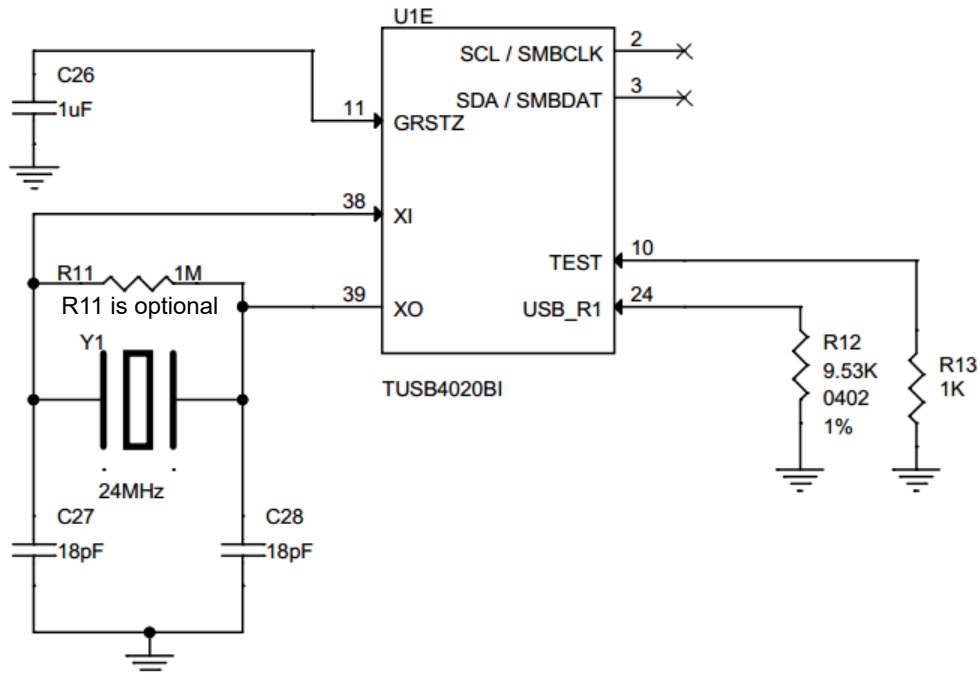 U1E
SCL / SMBCLK
2
SDA / SMBDAT
3
C26
1uF
11
GRSTZ
38
XI
TEST
10
R11
1M
R11 is optional
39
XO
USB_R1
24
Y1
24MHz
TUSB4020BI
R12
9.53K
0402
1%
R13
1K
C27
18pF
C28
18pF